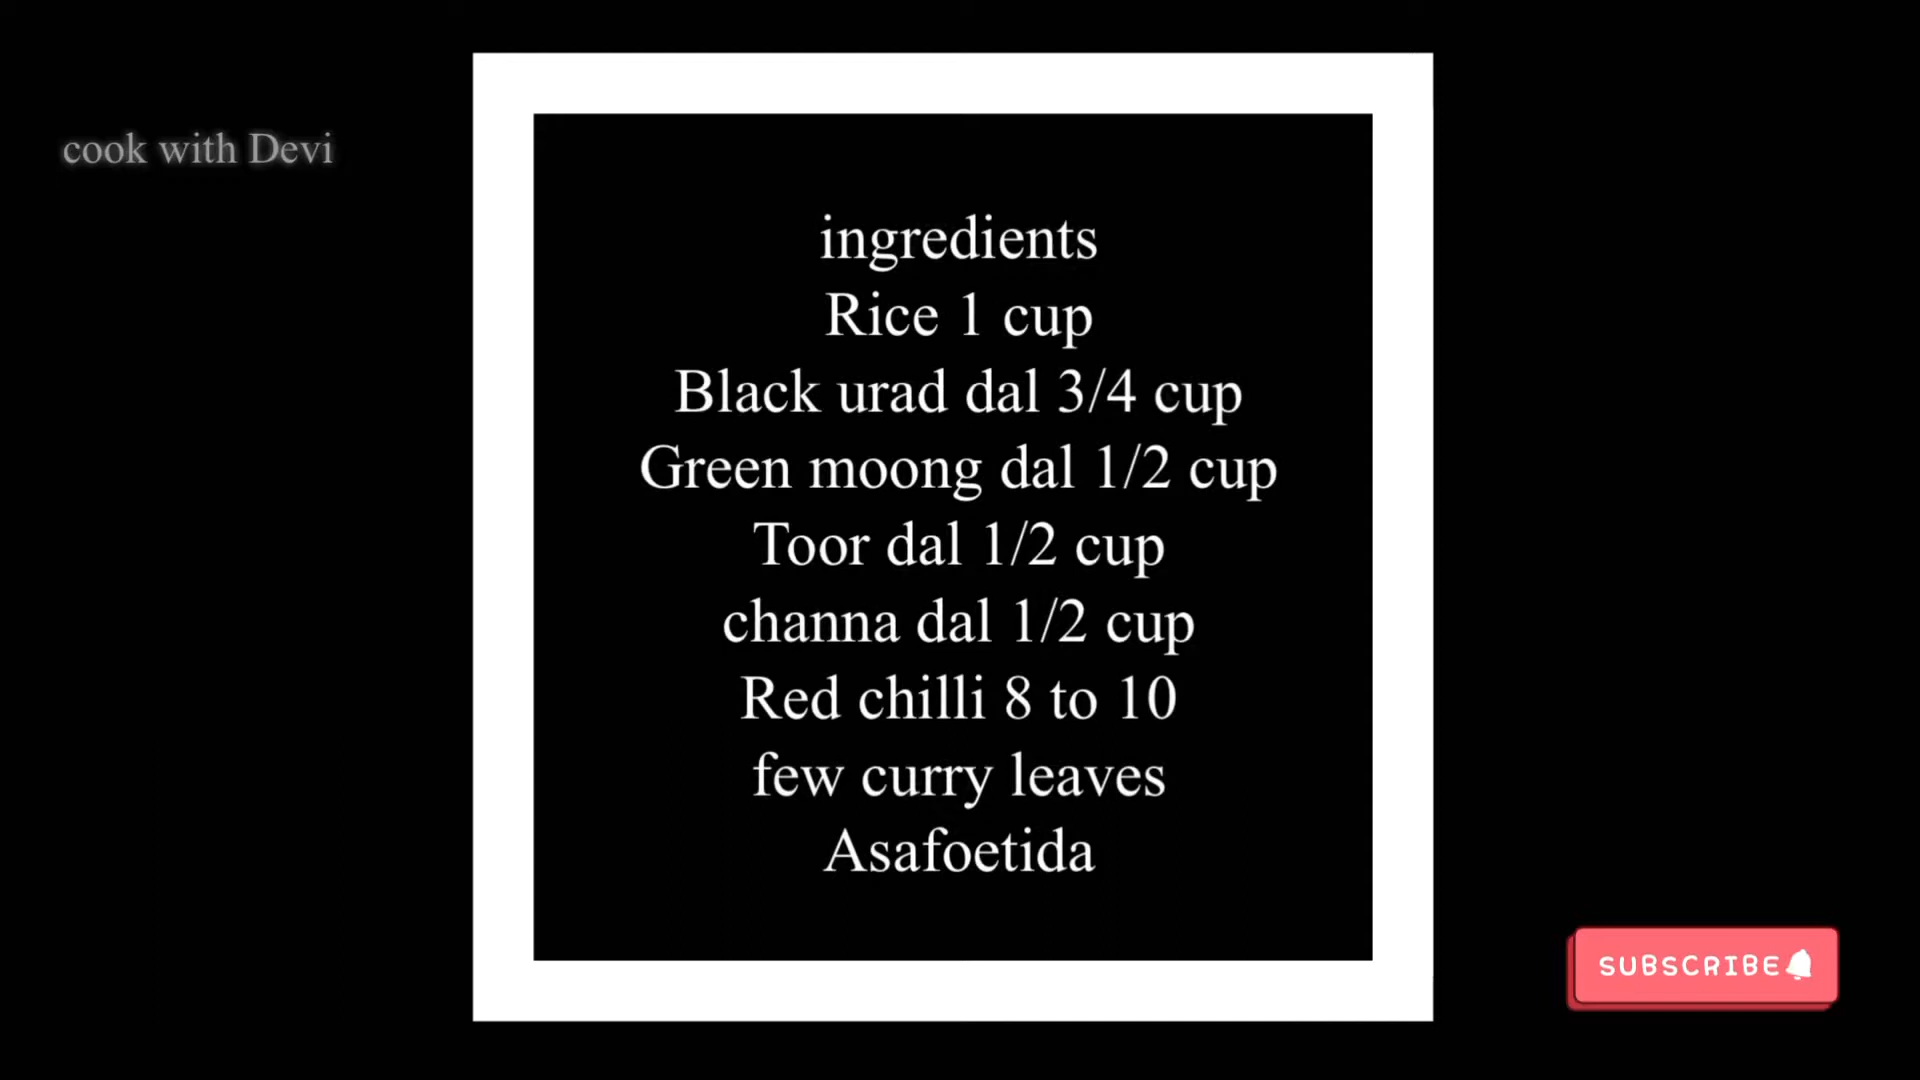 cook with Devi
ingredients
Rice 1 cup
Black urad dal 3/4 cup
Green moong dal 1/2 cup
Toor dal 1/2 cup
channa dal 1/2 cup
Red chilli 8 to 10
few curry leaves
Asafoetida
SUBSCRIBE